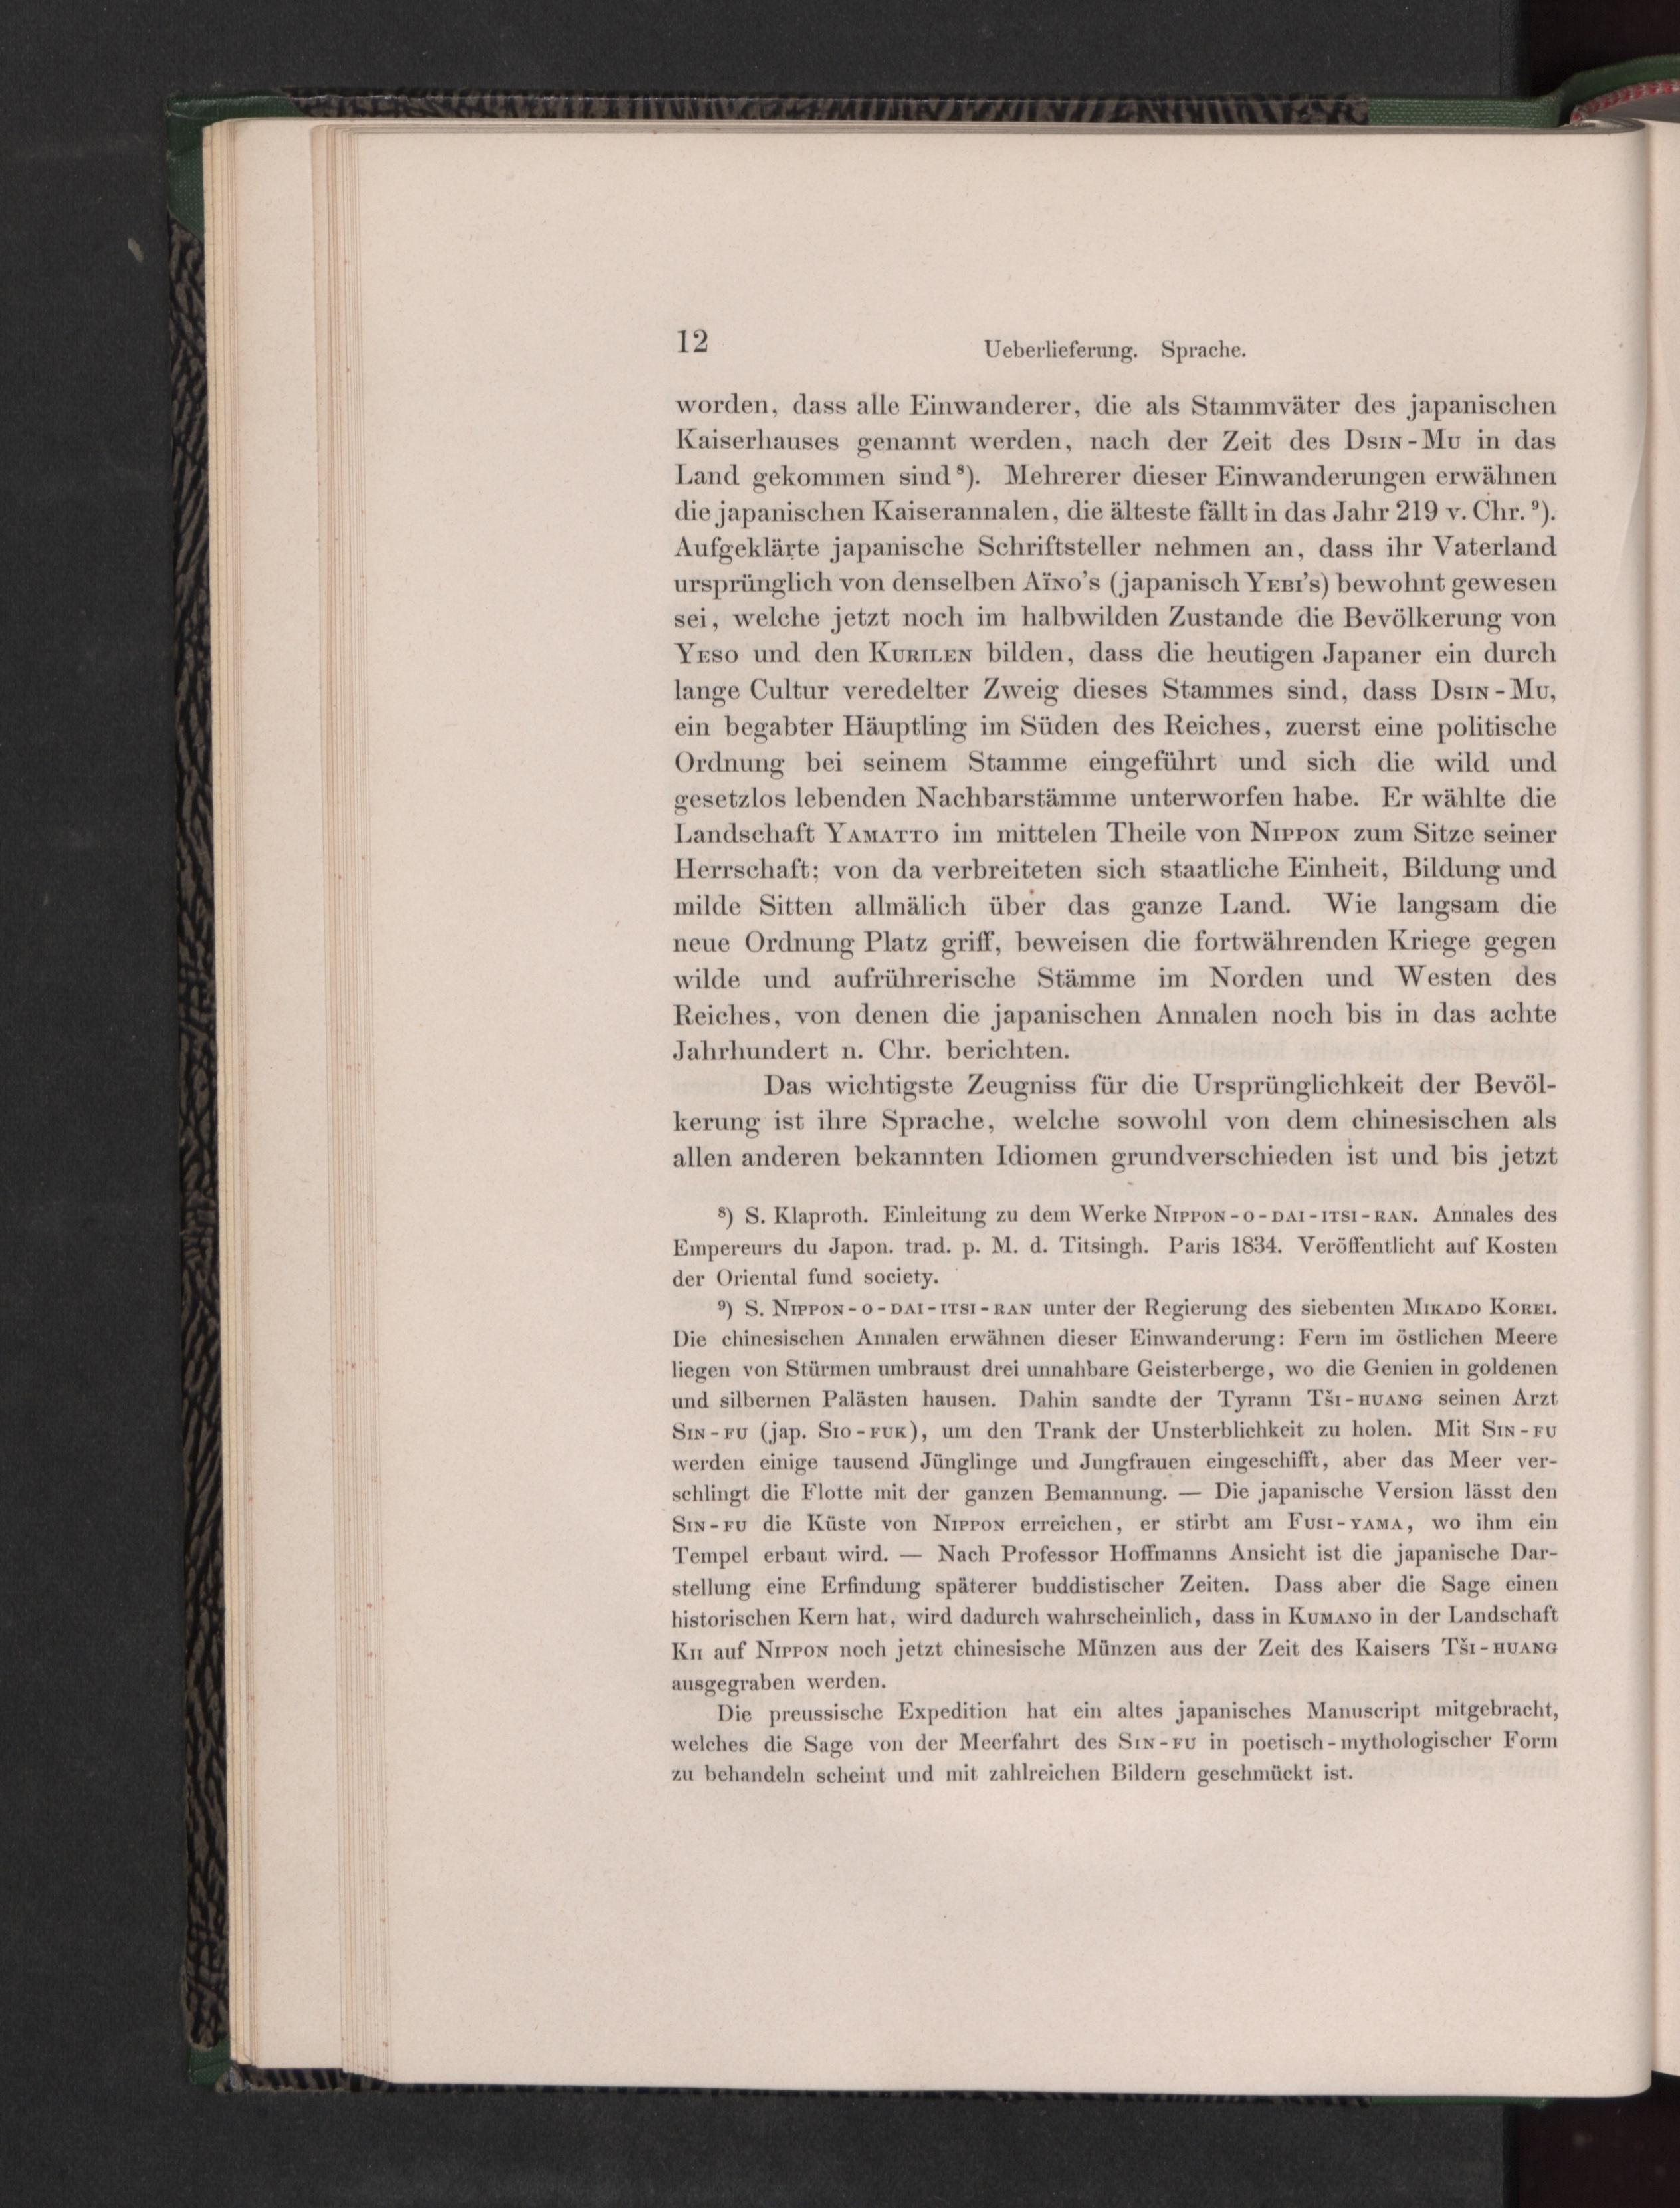 12
Ueberlieferung. Sprache.
worden, dass alle Einwanderer, die als Stammväter des japanischen
Kaiserhauses genannt werden, nach der Zeit des Dsin-Mu in das
Land gekommen sind ⁸). Mehrerer dieser Einwanderungen erwähnen
die japanischen Kaiserannalen, die älteste fällt in das Jahr 219 v. Chr. ⁹).
Aufgeklärte japanische Schriftsteller nehmen an, dass ihr Vaterland
ursprünglich von denselben Aïno's (japanisch Yebi's) bewohnt gewesen
sei, welche jetzt noch im halbwilden Zustande die Bevölkerung von
Yeso und den Kurilen bilden, dass die heutigen Japaner ein durch
lange Cultur veredelter Zweig dieses Stammes sind, dass Dsin-Mu,
ein begabter Häuptling im Süden des Reiches, zuerst eine politische
Ordnung bei seinem Stamme eingeführt und sich die wild und
gesetzlos lebenden Nachbarstämme unterworfen habe. Er wählte die
Landschaft Yamatto im mittelen Theile von Nippon zum Sitze seiner
Herrschaft; von da verbreiteten sich staatliche Einheit, Bildung und
milde Sitten allmälich über das ganze Land. Wie langsam die
neue Ordnung Platz griff, beweisen die fortwährenden Kriege gegen
wilde und aufrührerische Stämme im Norden und Westen des
Reiches, von denen die japanischen Annalen noch bis in das achte
Jahrhundert n. Chr. berichten.
Das wichtigste Zeugniss für die Ursprünglichkeit der Bevöl-
kerung ist ihre Sprache, welche sowohl von dem chinesischen als
allen anderen bekannten Idiomen grundverschieden ist und bis jetzt
⁸) S. Klaproth. Einleitung zu dem Werke Nippon-o-dai-itsi-ran. Annales des
Empereurs du Japon. trad. p. M. d. Titsingh. Paris 1834. Veröffentlicht auf Kosten
der Oriental fund society.
⁹) S. Nippon-o-dai-itsi-ran unter der Regierung des siebenten Mikado Korei.
Die chinesischen Annalen erwähnen dieser Einwanderung: Fern im östlichen Meere
liegen von Stürmen umbraust drei unnahbare Geisterberge, wo die Genien in goldenen
und silbernen Palästen hausen. Dahin sandte der Tyrann Tši-huang seinen Arzt
Sin-fu (jap. Sio-fuk), um den Trank der Unsterblichkeit zu holen. Mit Sin-fu
werden einige tausend Jünglinge und Jungfrauen eingeschifft, aber das Meer ver-
schlingt die Flotte mit der ganzen Bemannung. — Die japanische Version lässt den
Sin-fu die Küste von Nippon erreichen, er stirbt am Fusi-yama, wo ihm ein
Tempel erbaut wird. — Nach Professor Hoffmanns Ansicht ist die japanische Dar-
stellung eine Erfindung späterer buddistischer Zeiten. Dass aber die Sage einen
historischen Kern hat, wird dadurch wahrscheinlich, dass in Kumano in der Landschaft
Kii auf Nippon noch jetzt chinesische Münzen aus der Zeit des Kaisers Tši-huang
ausgegraben werden.
Die preussische Expedition hat ein altes japanisches Manuscript mitgebracht,
welches die Sage von der Meerfahrt des Sin-fu in poetisch-mythologischer Form
zu behandeln scheint und mit zahlreichen Bildern geschmückt ist.